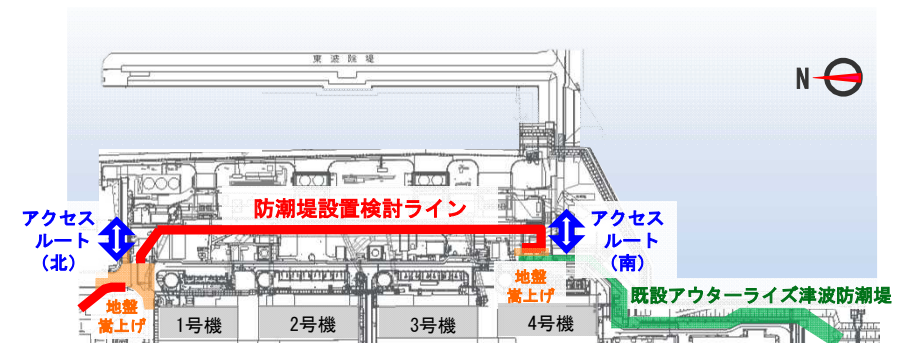 東波除堤
N
防潮堤設置検討ライン
アクセス
ルート
（北）
アクセス
ルート
（南）
地盤
嵩上げ
地盤
嵩上げ
既設アウターライズ津波防潮堤
1号機
2号機
3号機
4号機